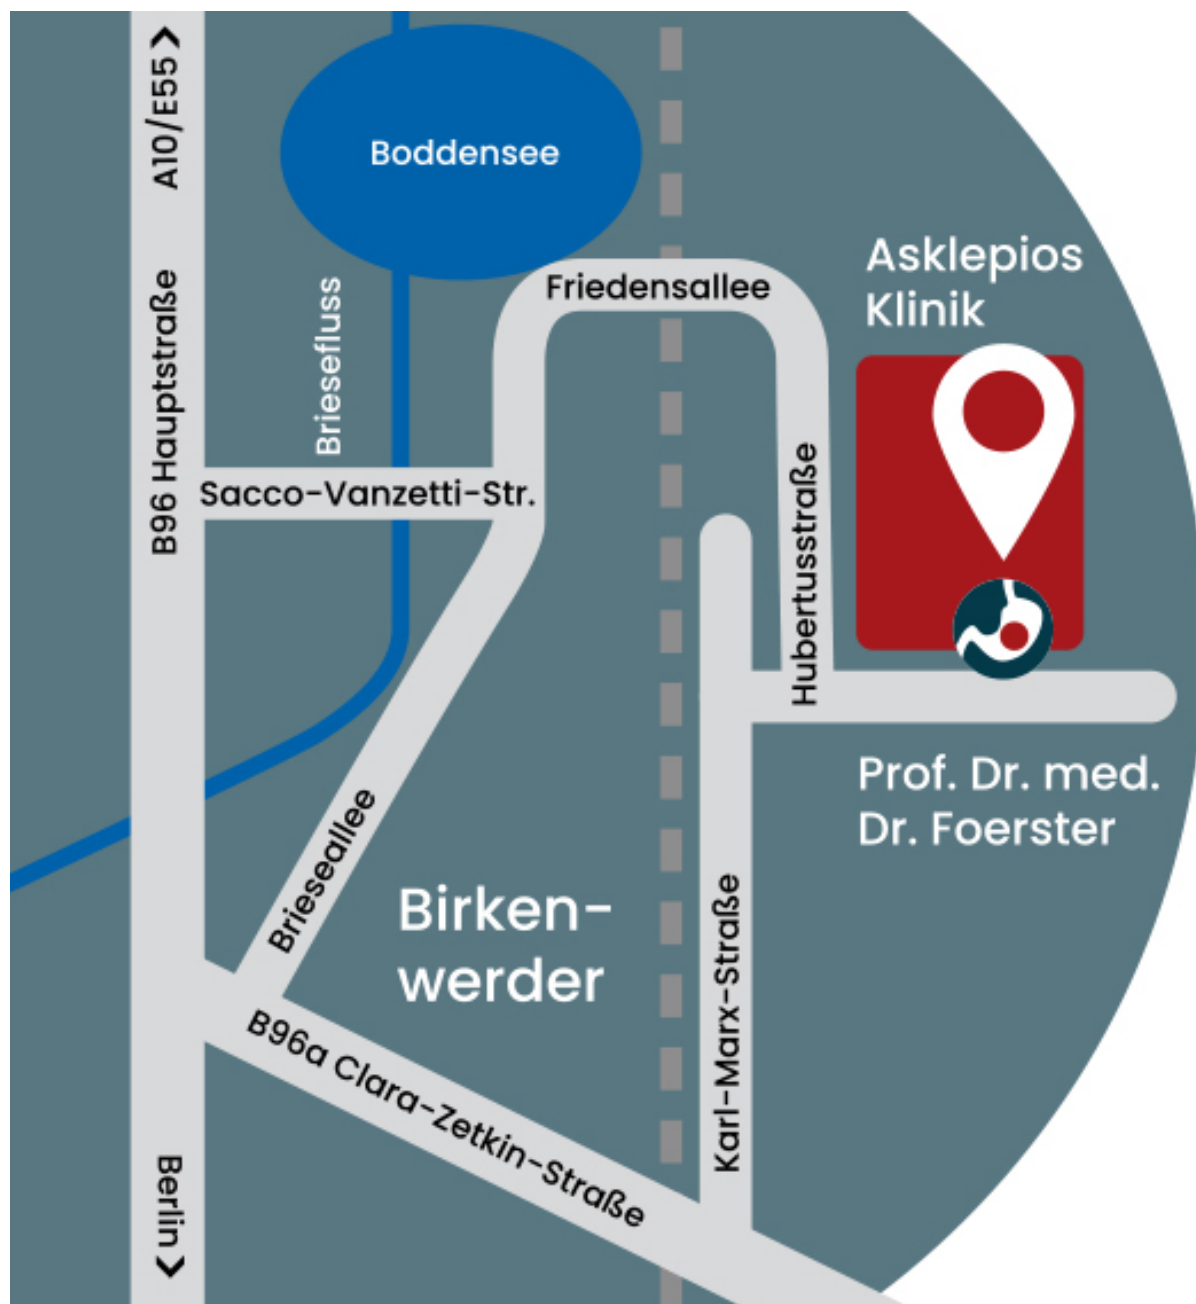 A10/E55
Boddensee
Asklepios
Klinik
Friedensallee
B96 Hauptstraße
Briesefluss
Sacco-Vanzetti-Str.
Hubertusstraße
Prof. Dr. med.
Dr. Foerster
Brieseallee
Birken-
werder
Karl-Marx-Straße
B96a Clara-Zetkin-Straße
Berlin